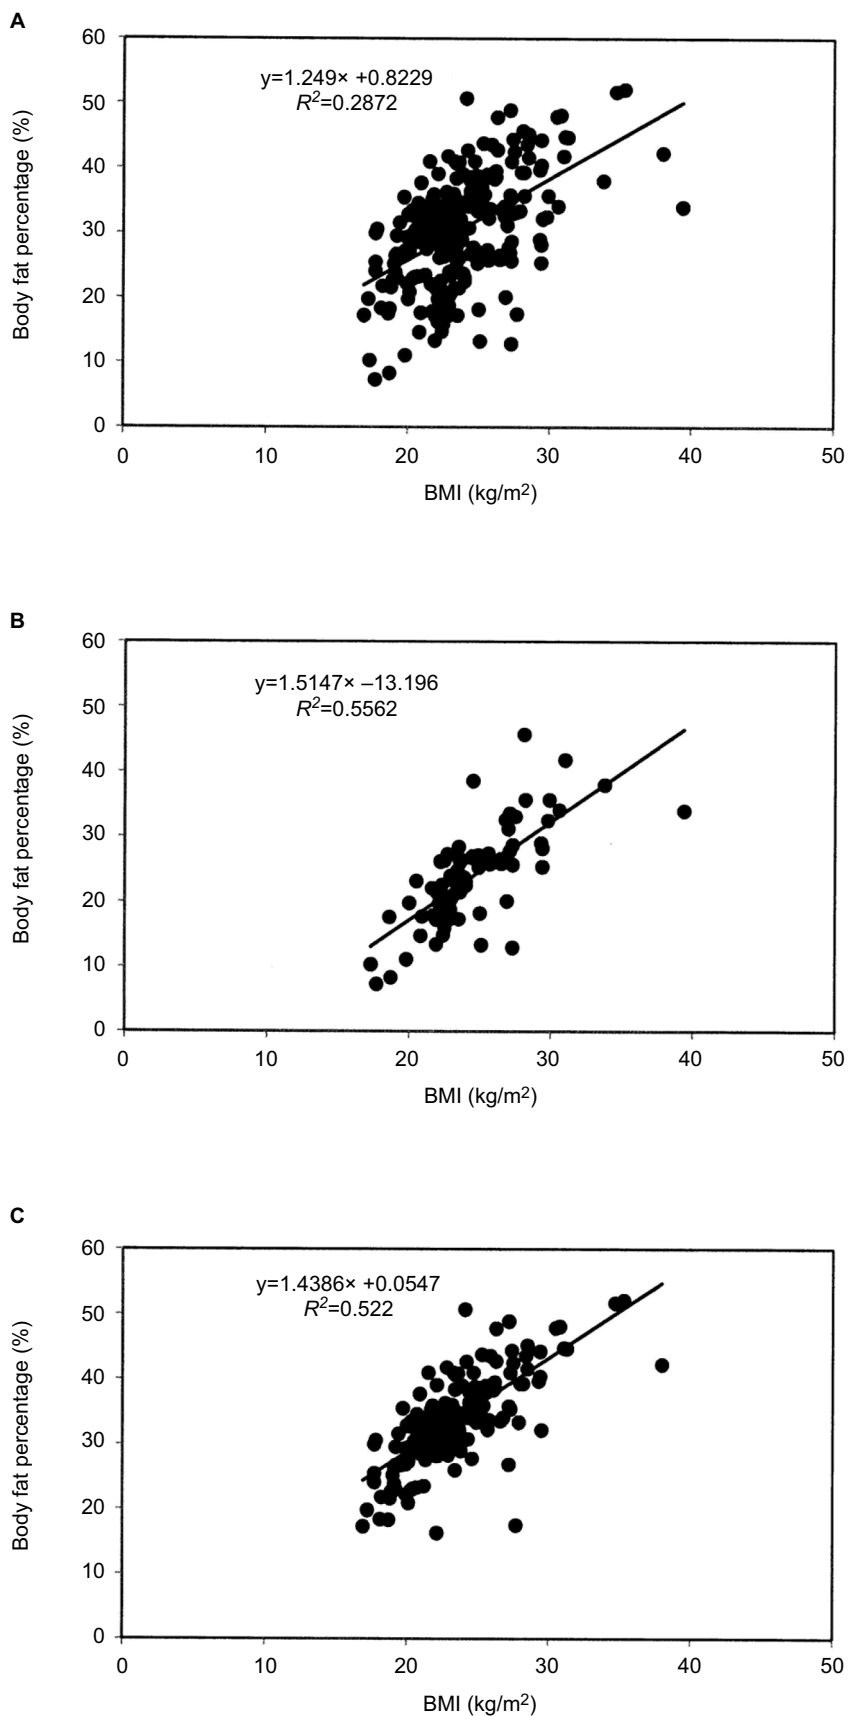 A
60
50
40
30
20
10
0
Body fat percentage (%)
y=1.249× +0.8229
R²=0.2872
0 10 20 30 40 50
BMI (kg/m²)
B
60
50
40
30
20
10
0
Body fat percentage (%)
y=1.5147× –13.196
R²=0.5562
0 10 20 30 40 50
BMI (kg/m²)
C
60
50
40
30
20
10
0
Body fat percentage (%)
y=1.4386× +0.0547
R²=0.522
0 10 20 30 40 50
BMI (kg/m²)